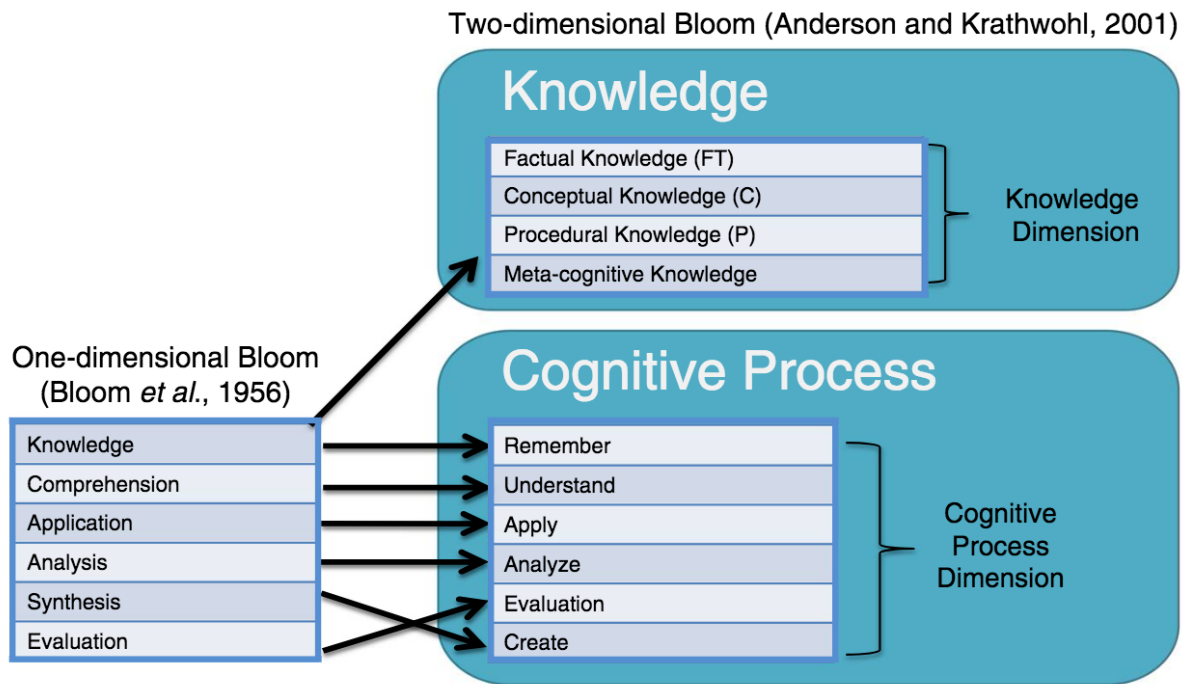 Two-dimensional Bloom (Anderson and Krathwohl, 2001)
Knowledge
Factual Knowledge (FT)
Conceptual Knowledge (C)
Procedural Knowledge (P)
Meta-cognitive Knowledge
Knowledge
Dimension
One-dimensional Bloom
(Bloom et al., 1956)
Knowledge
Comprehension
Application
Analysis
Synthesis
Evaluation
Cognitive Process
Remember
Understand
Apply
Analyze
Evaluation
Create
Cognitive
Process
Dimension